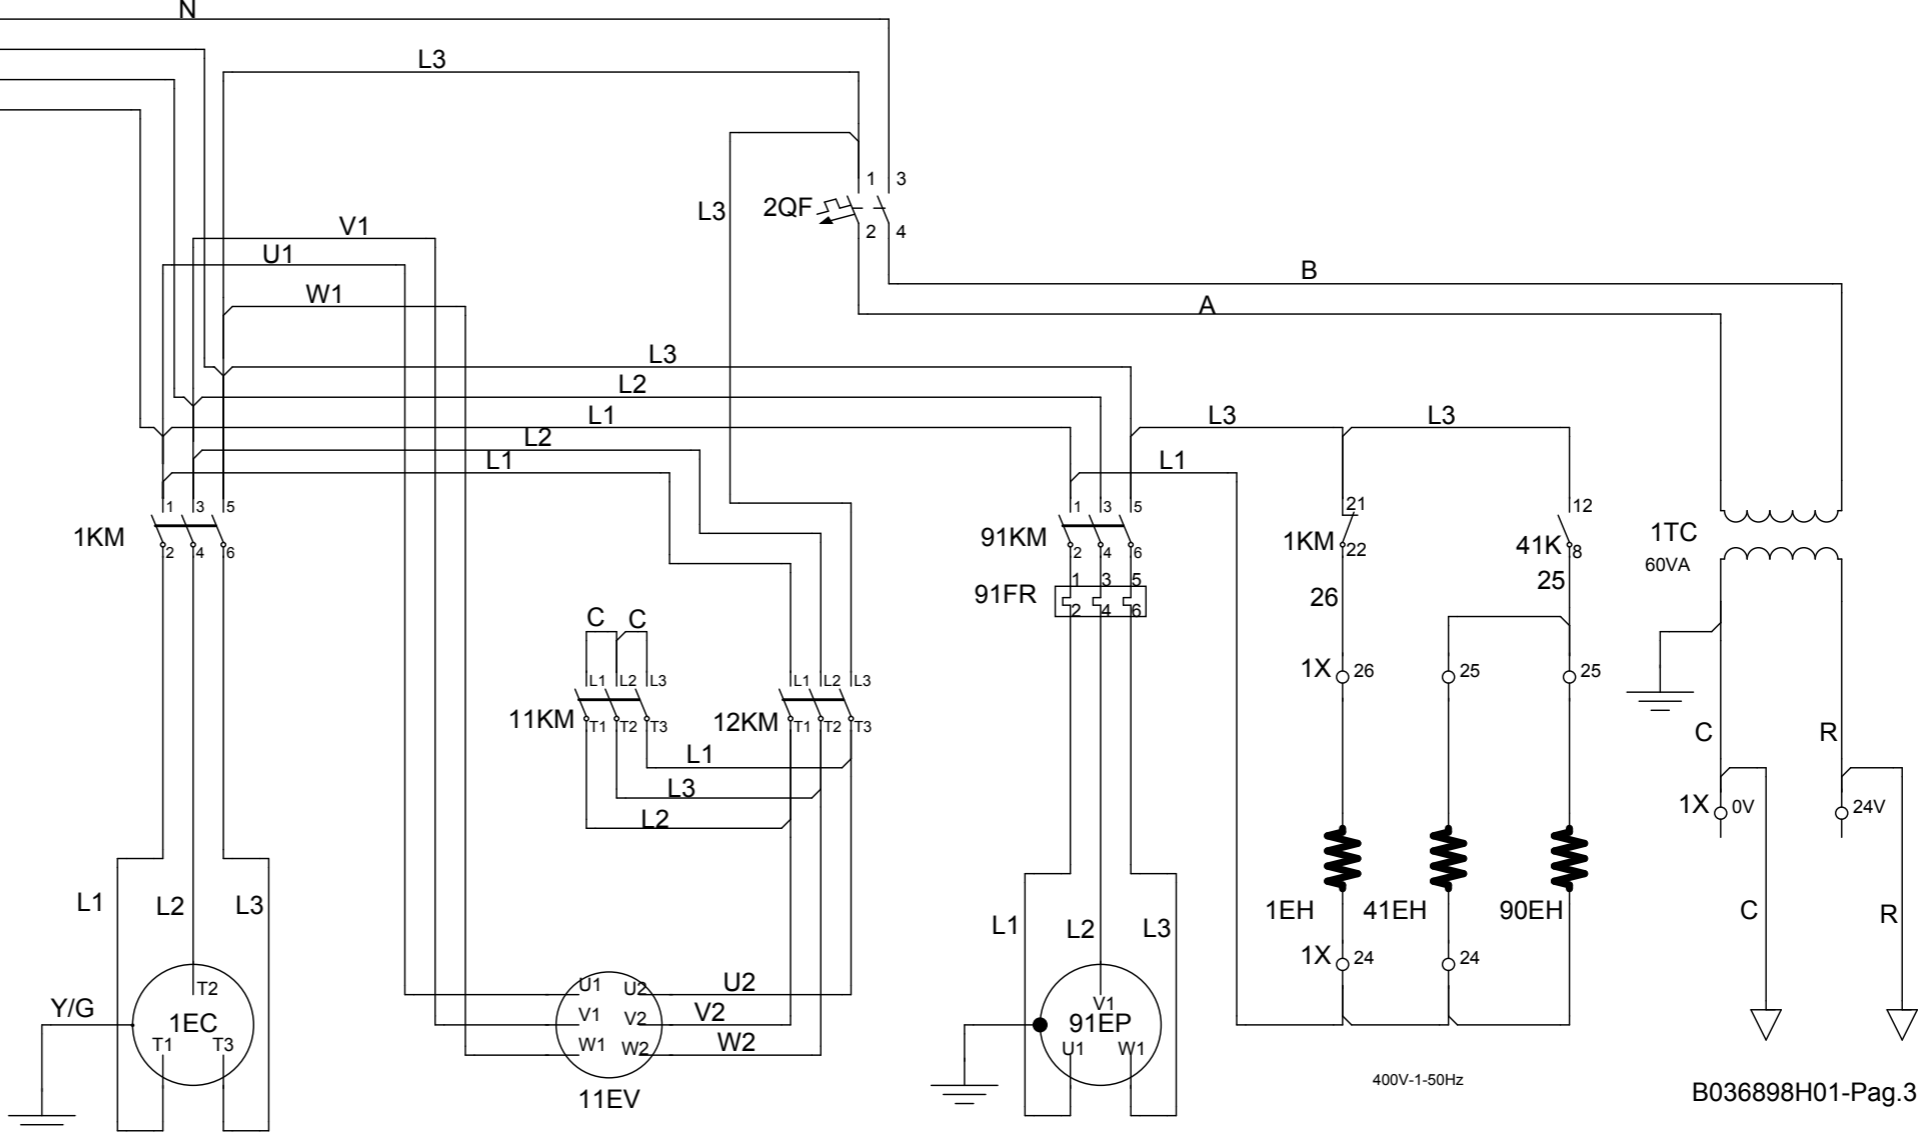 N
L3
1 3
L3 2QF
2 4
V1
U1
W1
B
A
L3
L2
L1
L2
L1
L3 L3
L1
1 3 5
1KM
2 4 6
1 3 5
91KM
2 4 6
1 3 5
91FR
2 4 6
21
1KM 22
26
12
41K 8
25
1TC
60VA
C C
L1 L2 L3
11KM T1 T2 T3
L1 L2 L3
12KM T1 T2 T3
L1
L3
L2
1X 26 25 25
C R
1X 0V 24V
L1 L2 L3
L1 L2 L3
1EH 41EH 90EH
C R
1X 24 24
Y/G
T2
1EC
T1 T3
U1 U2 U2
V1 V2 V2
W1 W2 W2
11EV
V1
91EP
U1 W1
400V-1-50Hz
B036898H01-Pag.3